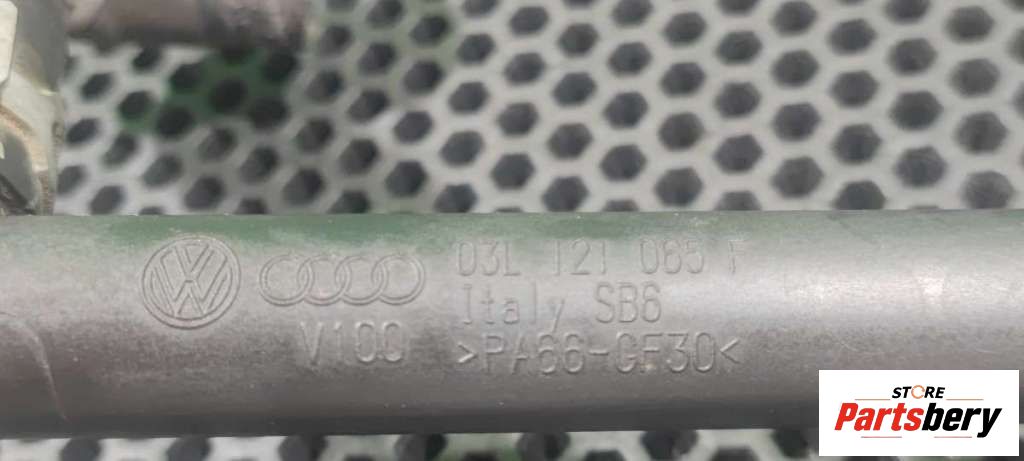 03L 121 065 F
Italy SB6
V100 >PA66-GF30<
STORE
Partsbery